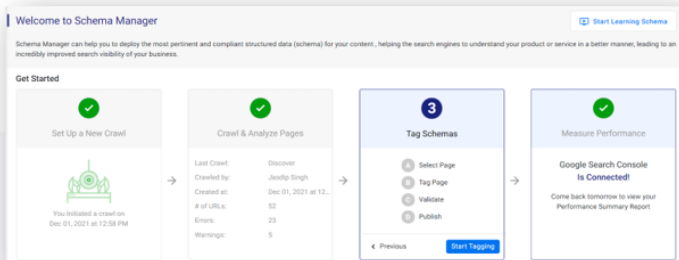 Welcome to Schema Manager
Start Learning Schema
Schema Manager can help you to deploy the most pertinent and compliant structured data (schema) for your content , helping the search engines to understand your product or service in a better manner, leading to an
incredibly improved search visibility of your business.
Get Started
Set Up a New Crawl
You initiated a crawl on
Dec 01, 2021 at 12:58 PM
Crawl & Analyze Pages
Last Crawl: Discover
Crawled by: Jasdip Singh
Created at: Dec 01, 2021 at 12...
# of URLs: 52
Errors: 23
Warnings: 5
3
Tag Schemas
A Select Page
B Tag Page
C Validate
D Publish
Previous
Start Tagging
Measure Performance
Google Search Console
Is Connected!
Come back tomorrow to view your
Performance Summary Report